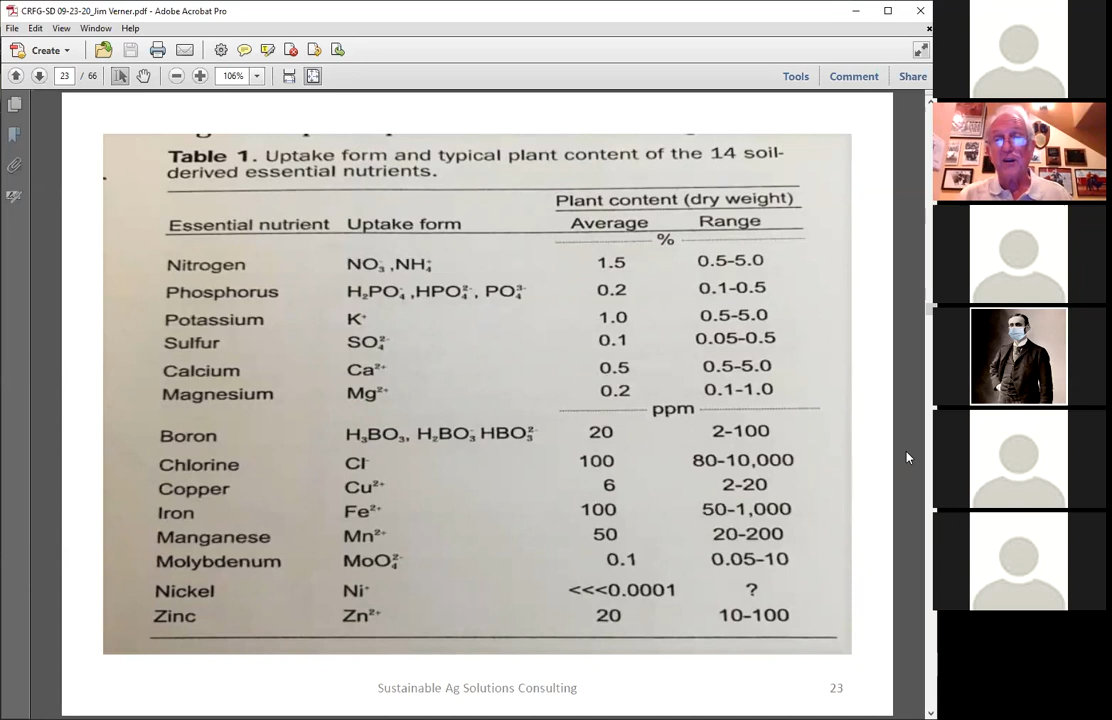 CRFG-SD 09-23-20_Jim Verner.pdf - Adobe Acrobat Pro
File Edit View Window Help
Create
23 / 66 106% Tools Comment Share
Table 1. Uptake form and typical plant content of the 14 soil-
derived essential nutrients.
Plant content (dry weight)
Essential nutrient Uptake form Average Range
%
Nitrogen NO₃⁻, NH₄⁺ 1.5 0.5-5.0
Phosphorus H₂PO₄⁻, HPO₄²⁻, PO₄³⁻ 0.2 0.1-0.5
Potassium K⁺ 1.0 0.5-5.0
Sulfur SO₄²⁻ 0.1 0.05-0.5
Calcium Ca²⁺ 0.5 0.5-5.0
Magnesium Mg²⁺ 0.2 0.1-1.0
ppm
Boron H₃BO₃, H₂BO₃⁻ HBO₃²⁻ 20 2-100
Chlorine Cl⁻ 100 80-10,000
Copper Cu²⁺ 6 2-20
Iron Fe²⁺ 100 50-1,000
Manganese Mn²⁺ 50 20-200
Molybdenum MoO₄²⁻ 0.1 0.05-10
Nickel Ni⁺ <<<0.0001 ?
Zinc Zn²⁺ 20 10-100
Sustainable Ag Solutions Consulting 23